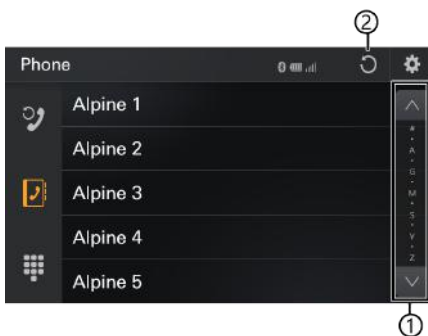 ②
Phone
Alpine 1
Alpine 2
Alpine 3
Alpine 4
Alpine 5
#
A
G
M
S
Y
Z
①